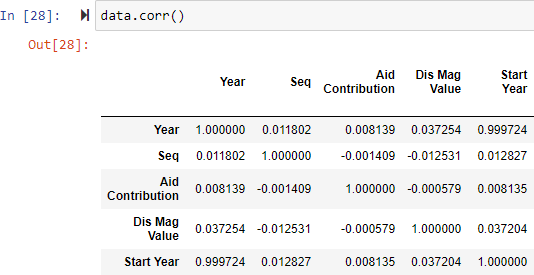 In [28]: data.corr()
Out[28]:
Year Seq Aid Contribution Dis Mag Value Start Year
Year 1.000000 0.011802 0.008139 0.037254 0.999724
Seq 0.011802 1.000000 -0.001409 -0.012531 0.012827
Aid Contribution 0.008139 -0.001409 1.000000 -0.000579 0.008135
Dis Mag Value 0.037254 -0.012531 -0.000579 1.000000 0.037204
Start Year 0.999724 0.012827 0.008135 0.037204 1.000000